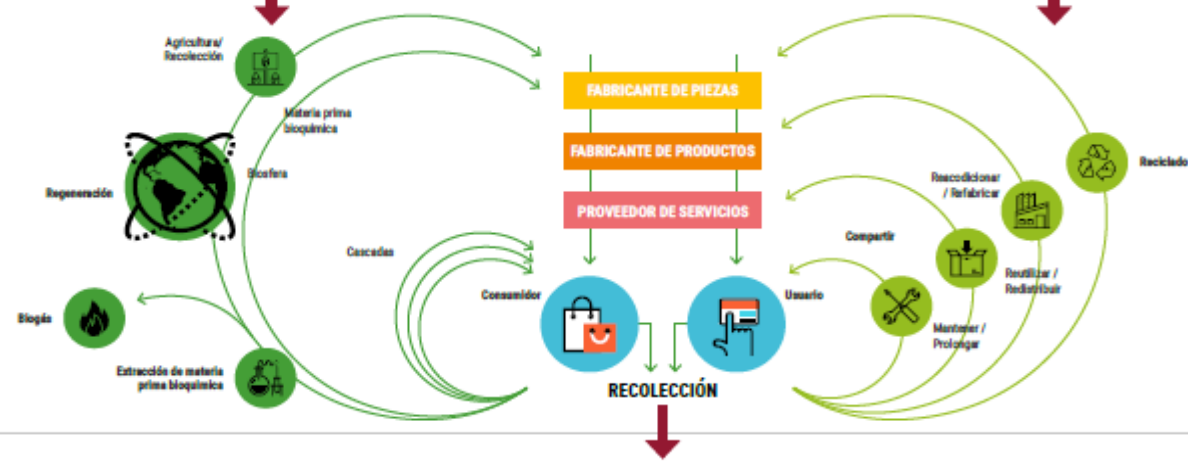 Agricultura/
Recolección
Materia prima
bioquímica
Biosfera
Regeneración
Cascadas
Biogás
Extracción de materia
prima bioquímica
FABRICANTE DE PIEZAS
FABRICANTE DE PRODUCTOS
PROVEEDOR DE SERVICIOS
Consumidor
Usuario
RECOLECCIÓN
Compartir
Mantener /
Prolongar
Reutilizar /
Redistribuir
Reacodicionar
/ Refabricar
Reciclado